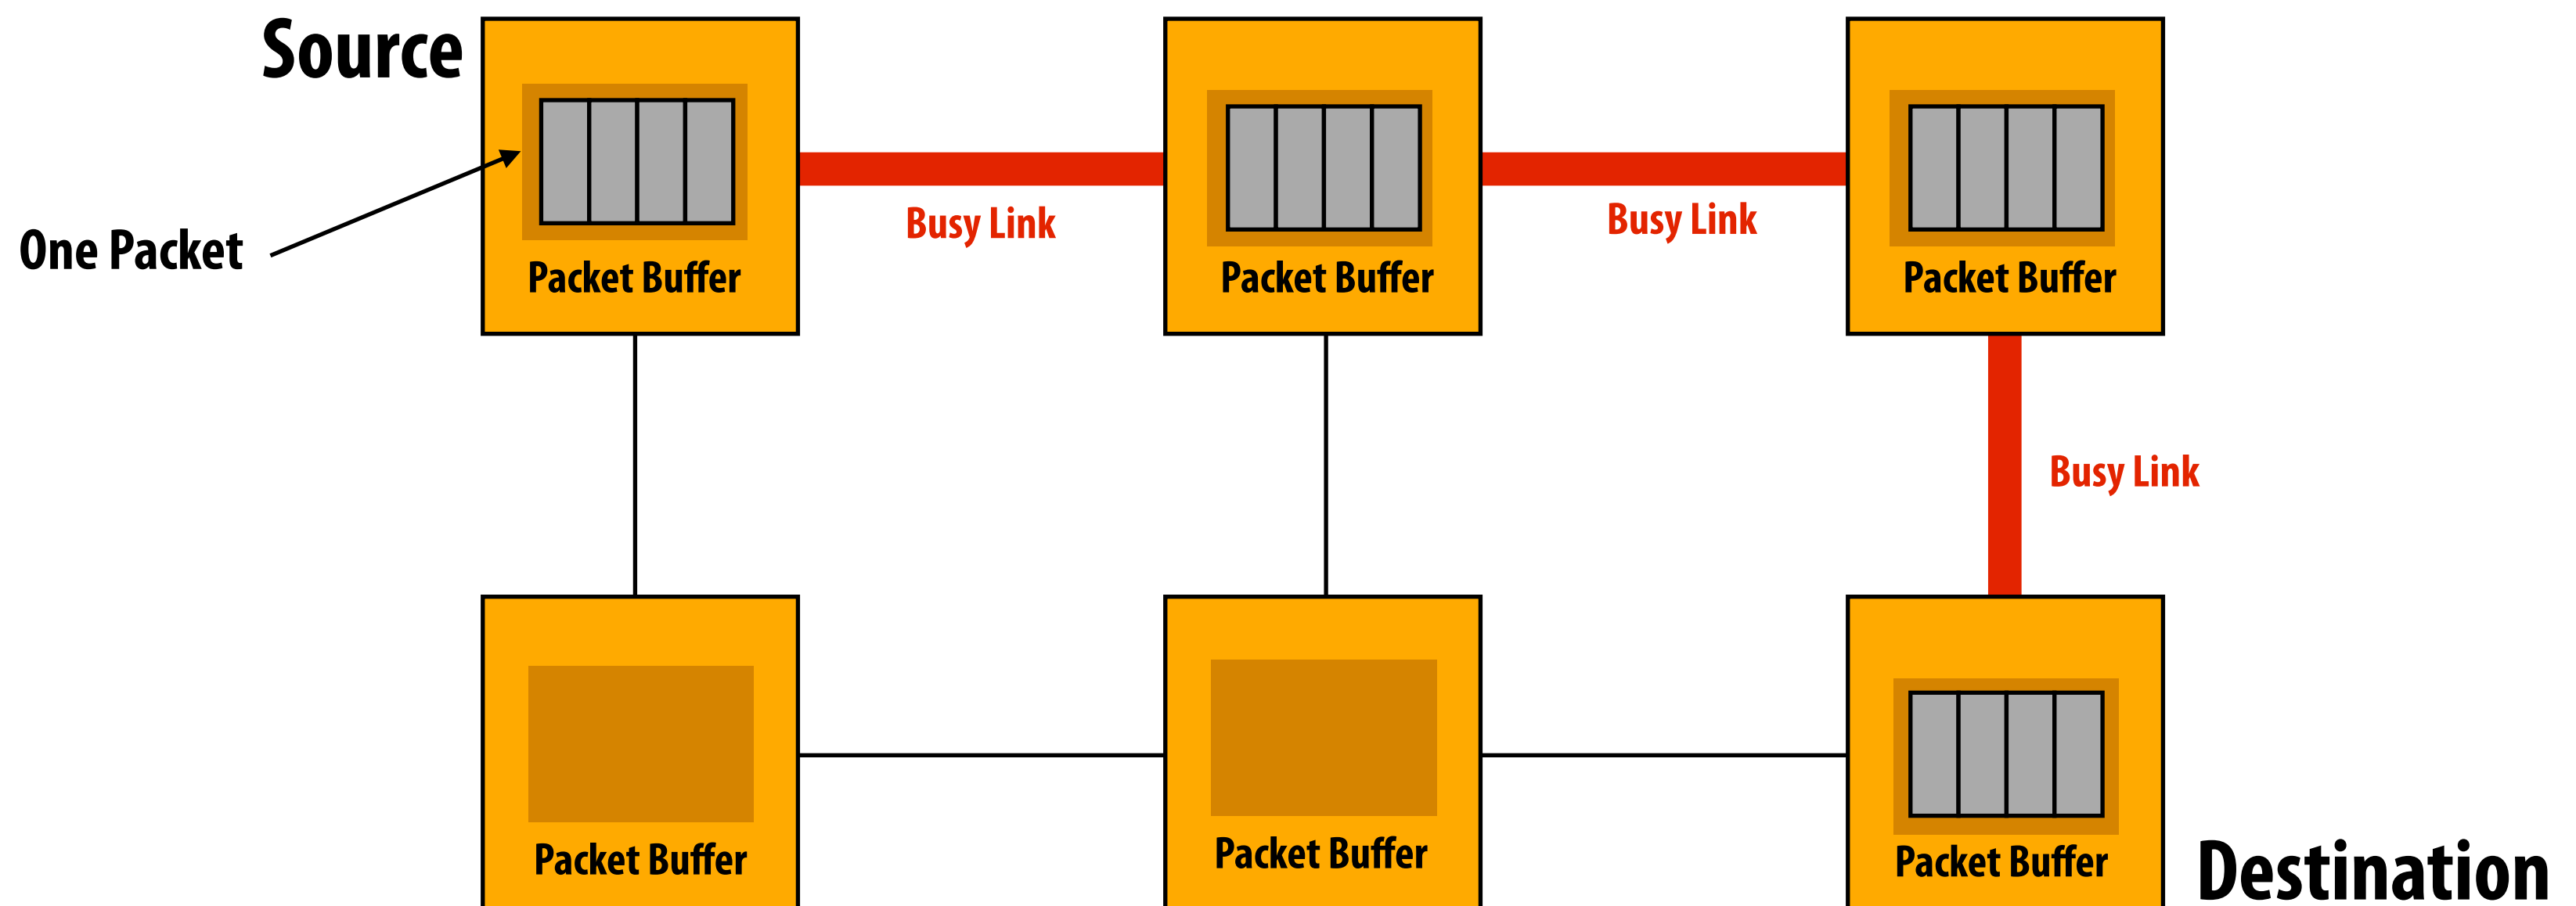 Source
One Packet
Packet Buffer
Busy Link
Packet Buffer
Busy Link
Packet Buffer
Busy Link
Packet Buffer
Packet Buffer
Packet Buffer
Destination